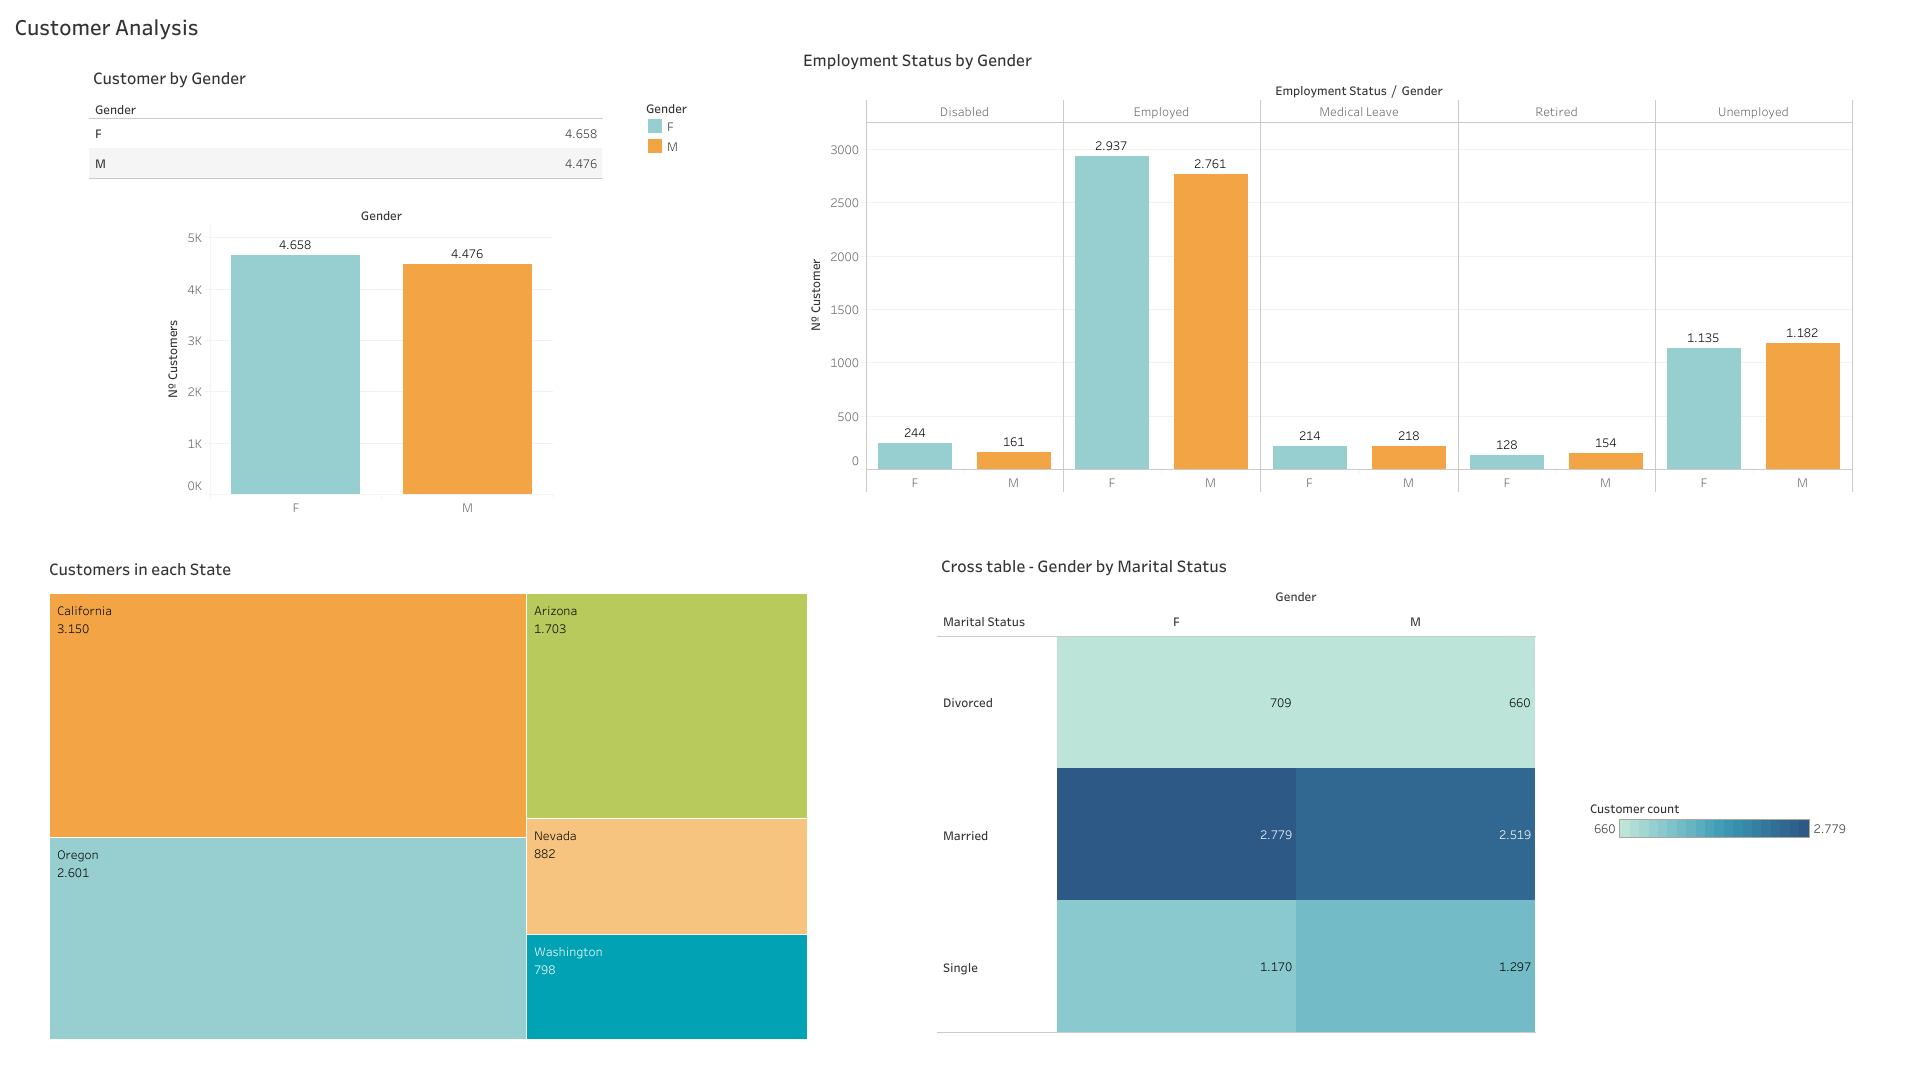 Customer Analysis
Customer by Gender
Gender
F 4.658
M 4.476
Gender
F
M
Gender
Nº Customers
5K
4K
3K
2K
1K
0K
4.658
4.476
F M
Employment Status by Gender
Employment Status / Gender
Disabled Employed Medical Leave Retired Unemployed
Nº Customer
3000
2500
2000
1500
1000
500
0
244 161 2.937 2.761 214 218 128 154 1.135 1.182
F M F M F M F M F M
Customers in each State
California
3.150
Oregon
2.601
Arizona
1.703
Nevada
882
Washington
798
Cross table - Gender by Marital Status
Gender
Marital Status F M
Divorced 709 660
Married 2.779 2.519
Single 1.170 1.297
Customer count
660 2.779